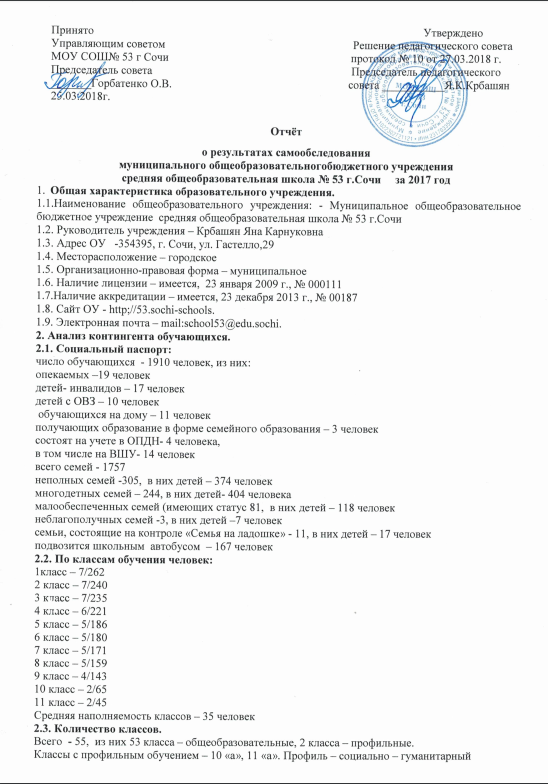 Принято Утверждено
Управляющим советом Решение педагогического совета
МОУ СОШ№ 53 г Сочи протокол № 10 от 27.03.2018 г.
Председатель совета Председатель педагогического
Горбатенко О.В. совета Я.К.Крбашян
29.03.2018г.
Отчёт
о результатах самообследования
муниципального общеобразовательногобюджетного учреждения
средняя общеобразовательная школа № 53 г.Сочи за 2017 год
1. Общая характеристика образовательного учреждения.
1.1.Наименование общеобразовательного учреждения: - Муниципальное общеобразовательное
бюджетное учреждение средняя общеобразовательная школа № 53 г.Сочи
1.2. Руководитель учреждения – Крбашян Яна Карнуковна
1.3. Адрес ОУ -354395, г. Сочи, ул. Гастелло,29
1.4. Месторасположение – городское
1.5. Организационно-правовая форма – муниципальное
1.6. Наличие лицензии – имеется, 23 января 2009 г., № 000111
1.7.Наличие аккредитации – имеется, 23 декабря 2013 г., № 00187
1.8. Сайт ОУ - http;//53.sochi-schools.
1.9. Электронная почта – mail:school53@edu.sochi.
2. Анализ контингента обучающихся.
2.1. Социальный паспорт:
число обучающихся - 1910 человек, из них:
опекаемых –19 человек
детей- инвалидов – 17 человек
детей с ОВЗ – 10 человек
обучающихся на дому – 11 человек
получающих образование в форме семейного образования – 3 человек
состоят на учете в ОПДН- 4 человека,
в том числе на ВШУ- 14 человек
всего семей - 1757
неполных семей -305, в них детей – 374 человек
многодетных семей – 244, в них детей- 404 человека
малообеспеченных семей (имеющих статус 81, в них детей – 118 человек
неблагополучных семей -3, в них детей –7 человек
семьи, состоящие на контроле «Семья на ладошке» - 11, в них детей – 17 человек
подвозится школьным автобусом – 167 человек
2.2. По классам обучения человек:
1класс – 7/262
2 класс – 7/240
3 класс – 7/235
4 класс – 6/221
5 класс – 5/186
6 класс – 5/180
7 класс – 5/171
8 класс – 5/159
9 класс – 4/143
10 класс – 2/65
11 класс – 2/45
Средняя наполняемость классов – 35 человек
2.3. Количество классов.
Всего - 55, из них 53 класса – общеобразовательные, 2 класса – профильные.
Классы с профильным обучением – 10 «а», 11 «а». Профиль – социально – гуманитарный